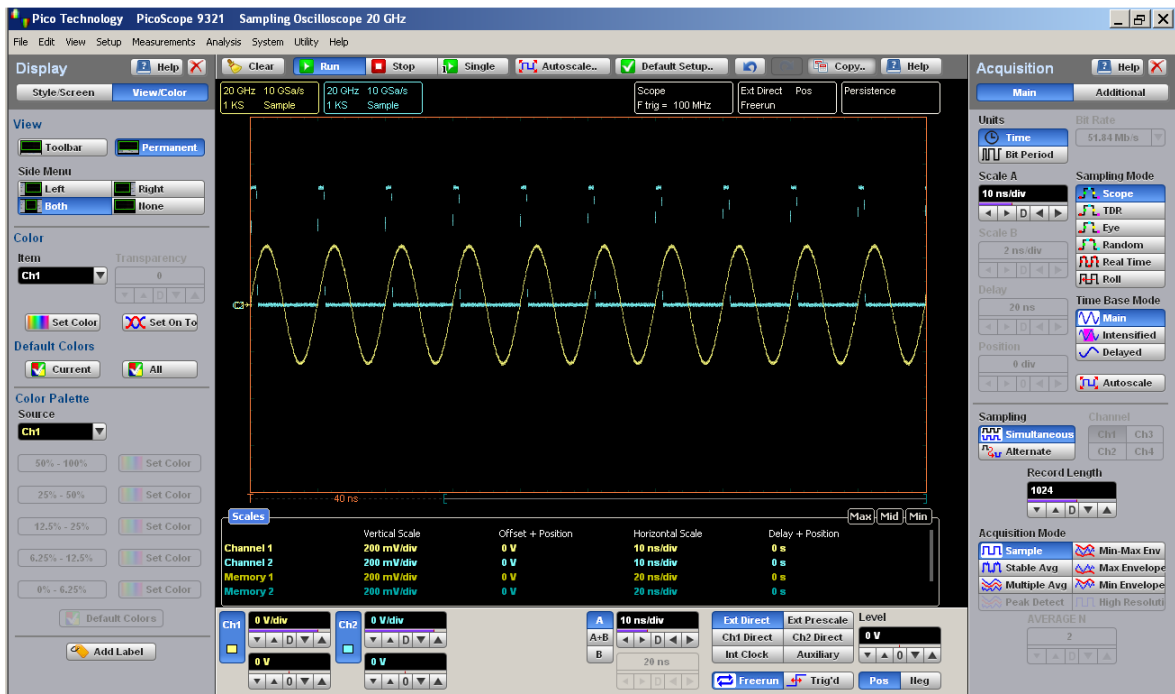 Pico Technology PicoScope 9321 Sampling Oscilloscope 20 GHz
File Edit View Setup Measurements Analysis System Utility Help
Display Help
Style/Screen View/Color
View
Toolbar Permanent
Side Menu
Left Right
Both None
Color
Item Transparency
Ch1 0
D
Set Color Set On To
Default Colors
Current All
Color Palette
Source
Ch1
50% - 100% Set Color
25% - 50% Set Color
12.5% - 25% Set Color
6.25% - 12.5% Set Color
0% - 6.25% Set Color
Default Colors
Add Label
Clear Run Stop Single Autoscale.. Default Setup.. Copy.. Help
20 GHz 10 GSa/s
1 KS Sample
20 GHz 10 GSa/s
1 KS Sample
Scope
F trig = 100 MHz
Ext Direct Pos
Freerun
Persistence
T 40 ns
Scales Max Mid Min
Vertical Scale Offset + Position Horizontal Scale Delay + Position
Channel 1 200 mV/div 0 V 10 ns/div 0 s
Channel 2 200 mV/div 0 V 10 ns/div 0 s
Memory 1 200 mV/div 0 V 20 ns/div 0 s
Memory 2 200 mV/div 0 V 20 ns/div 0 s
Ch1 0 V/div
D
0 V
0
Ch2 0 V/div
D
0 V
0
A
A+B
B
10 ns/div
D
20 ns
D
Ext Direct Ext Prescale
Ch1 Direct Ch2 Direct
Int Clock Auxiliary
Freerun Trig'd
Level
0 V
0
Pos Neg
Acquisition Help
Main Additional
Units Bit Rate
Time 51.84 Mb/s
Bit Period
Scale A Sampling Mode
10 ns/div Scope
D TDR
Scale B Eye
2 ns/div Random
D Real Time
Delay Roll
20 ns Time Base Mode
D Main
Position Intensified
0 div Delayed
0 Autoscale
Sampling Channel
Simultaneous Ch1 Ch3
Alternate Ch2 Ch4
Record Length
1024
D
Acquisition Mode
Sample Min-Max Env
Stable Avg Max Envelope
Multiple Avg Min Envelope
Peak Detect High Resoluti
AVERAGE N
2
D